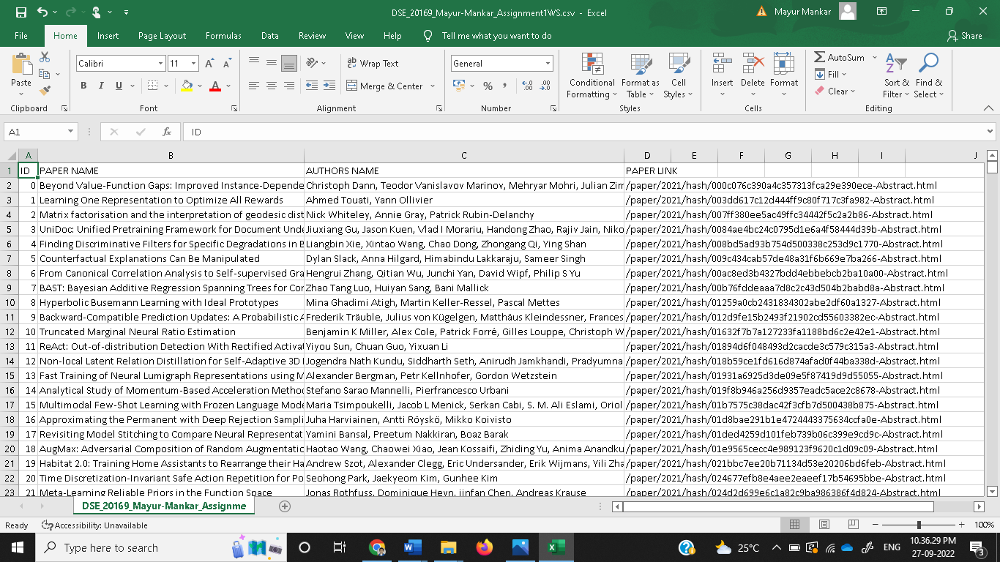 DSE_20169_Mayur-Mankar_Assignment1WS.csv - Excel
Mayur Mankar
File Home Insert Page Layout Formulas Data Review View Help Tell me what you want to do Share
Paste
Clipboard
Calibri 11
B I U
Font
Wrap Text
Merge & Center
Alignment
General
% ,
Number
Conditional Formatting
Format as Table
Cell Styles
Styles
Insert Delete Format
Cells
AutoSum
Fill
Clear
Sort & Filter
Find & Select
Editing
A1 fx ID
A B C D E F G H I J
1 ID PAPER NAME AUTHORS NAME PAPER LINK
2 0 Beyond Value-Function Gaps: Improved Instance-Depende Christoph Dann, Teodor Vanislavov Marinov, Mehryar Mohri, Julian Zim /paper/2021/hash/000c076c390a4c357313fca29e390ece-Abstract.html
3 1 Learning One Representation to Optimize All Rewards Ahmed Touati, Yann Ollivier /paper/2021/hash/003dd617c12d444ff9c80f717c3fa982-Abstract.html
4 2 Matrix factorisation and the interpretation of geodesic dist Nick Whiteley, Annie Gray, Patrick Rubin-Delanchy /paper/2021/hash/007ff380ee5ac49ffc34442f5c2a2b86-Abstract.html
5 3 UniDoc: Unified Pretraining Framework for Document Unde Jiuxiang Gu, Jason Kuen, Vlad I Morariu, Handong Zhao, Rajiv Jain, Niko /paper/2021/hash/0084ae4bc24c0795d1e6a4f58444d39b-Abstract.html
6 4 Finding Discriminative Filters for Specific Degradations in B Liangbin Xie, Xintao Wang, Chao Dong, Zhongang Qi, Ying Shan /paper/2021/hash/008bd5ad93b754d500338c253d9c1770-Abstract.html
7 5 Counterfactual Explanations Can Be Manipulated Dylan Slack, Anna Hilgard, Himabindu Lakkaraju, Sameer Singh /paper/2021/hash/009c434cab57de48a31f6b669e7ba266-Abstract.html
8 6 From Canonical Correlation Analysis to Self-supervised Gra Hengrui Zhang, Qitian Wu, Junchi Yan, David Wipf, Philip S Yu /paper/2021/hash/00ac8ed3b4327bdd4ebbebcb2ba10a00-Abstract.html
9 7 BAST: Bayesian Additive Regression Spanning Trees for Cor Zhao Tang Luo, Huiyan Sang, Bani Mallick /paper/2021/hash/00b76fddeaaa7d8c2c43d504b2babd8a-Abstract.html
10 8 Hyperbolic Busemann Learning with Ideal Prototypes Mina Ghadimi Atigh, Martin Keller-Ressel, Pascal Mettes /paper/2021/hash/01259a0cb2431834302abe2df60a1327-Abstract.html
11 9 Backward-Compatible Prediction Updates: A Probabilistic A Frederik Träuble, Julius von Kügelgen, Matthäus Kleindessner, Frances /paper/2021/hash/012d9fe15b2493f21902cd55603382ec-Abstract.html
12 10 Truncated Marginal Neural Ratio Estimation Benjamin K Miller, Alex Cole, Patrick Forré, Gilles Louppe, Christoph W /paper/2021/hash/01632f7b7a127233fa1188bd6c2e42e1-Abstract.html
13 11 ReAct: Out-of-distribution Detection With Rectified Activat Yiyou Sun, Chuan Guo, Yixuan Li /paper/2021/hash/01894d6f048493d2cacde3c579c315a3-Abstract.html
14 12 Non-local Latent Relation Distillation for Self-Adaptive 3D Jogendra Nath Kundu, Siddharth Seth, Anirudh Jamkhandi, Pradyumna /paper/2021/hash/018b59ce1fd616d874afad0f44ba338d-Abstract.html
15 13 Fast Training of Neural Lumigraph Representations using M Alexander Bergman, Petr Kellnhofer, Gordon Wetzstein /paper/2021/hash/01931a6925d3de09e5f87419d9d55055-Abstract.html
16 14 Analytical Study of Momentum-Based Acceleration Method Stefano Sarao Mannelli, Pierfrancesco Urbani /paper/2021/hash/019f8b946a256d9357eadc5ace2c8678-Abstract.html
17 15 Multimodal Few-Shot Learning with Frozen Language Mode Maria Tsimpoukelli, Jacob L Menick, Serkan Cabi, S. M. Ali Eslami, Oriol /paper/2021/hash/01b7575c38dac42f3cfb7d500438b875-Abstract.html
18 16 Approximating the Permanent with Deep Rejection Sampli Juha Harviainen, Antti Röyskö, Mikko Koivisto /paper/2021/hash/01d8bae291b1e4724443375634ccfa0e-Abstract.html
19 17 Revisiting Model Stitching to Compare Neural Representat Yamini Bansal, Preetum Nakkiran, Boaz Barak /paper/2021/hash/01ded4259d101feb739b06c399e9cd9c-Abstract.html
20 18 AugMax: Adversarial Composition of Random Augmentatic Haotao Wang, Chaowei Xiao, Jean Kossaifi, Zhiding Yu, Anima Anandku /paper/2021/hash/01e9565cecc4e989123f9620c1d09c09-Abstract.html
21 19 Habitat 2.0: Training Home Assistants to Rearrange their Ha Andrew Szot, Alexander Clegg, Eric Undersander, Erik Wijmans, Yili Zha /paper/2021/hash/021bbc7ee20b71134d53e20206bd6feb-Abstract.html
22 20 Time Discretization-Invariant Safe Action Repetition for Po Seohong Park, Jaekyeom Kim, Gunhee Kim /paper/2021/hash/024677efb8e4aee2eaeef17b54695bbe-Abstract.html
23 21 Meta-Learning Reliable Priors in the Function Space Jonas Rothfuss, Dominique Heyn, jinfan Chen, Andreas Krause /paper/2021/hash/024d2d699e6c1a82c9ba986386f4d824-Abstract.html
DSE_20169_Mayur-Mankar_Assignme
Ready Accessibility: Unavailable 100%
Type here to search 25°C ENG 10.36.29 PM
27-09-2022
3